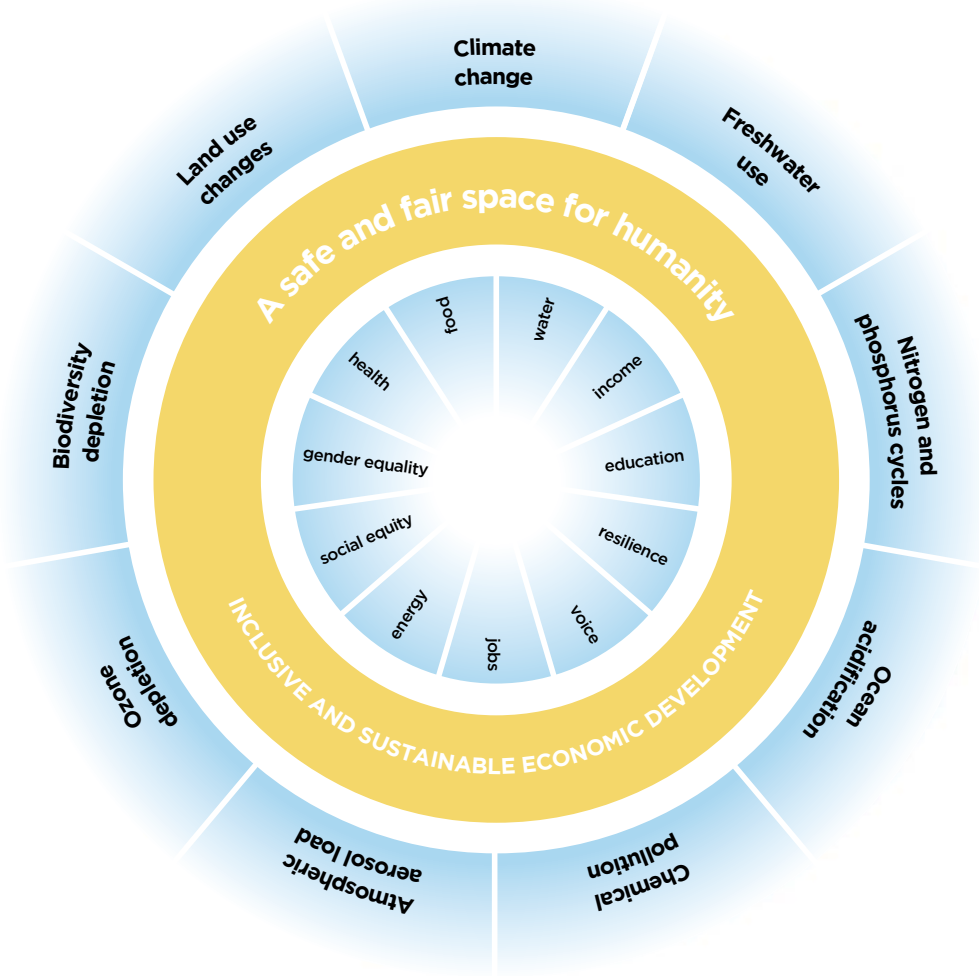 Climate
change
Freshwater
use
Nitrogen and
phosphorus cycles
Ocean
acidification
Chemical
pollution
Atmospheric
aerosol load
Ozone
depletion
Biodiversity
depletion
Land use
changes
A safe and fair space for humanity
INCLUSIVE AND SUSTAINABLE ECONOMIC DEVELOPMENT
water
income
education
resilience
voice
jobs
energy
social equity
gender equality
health
food